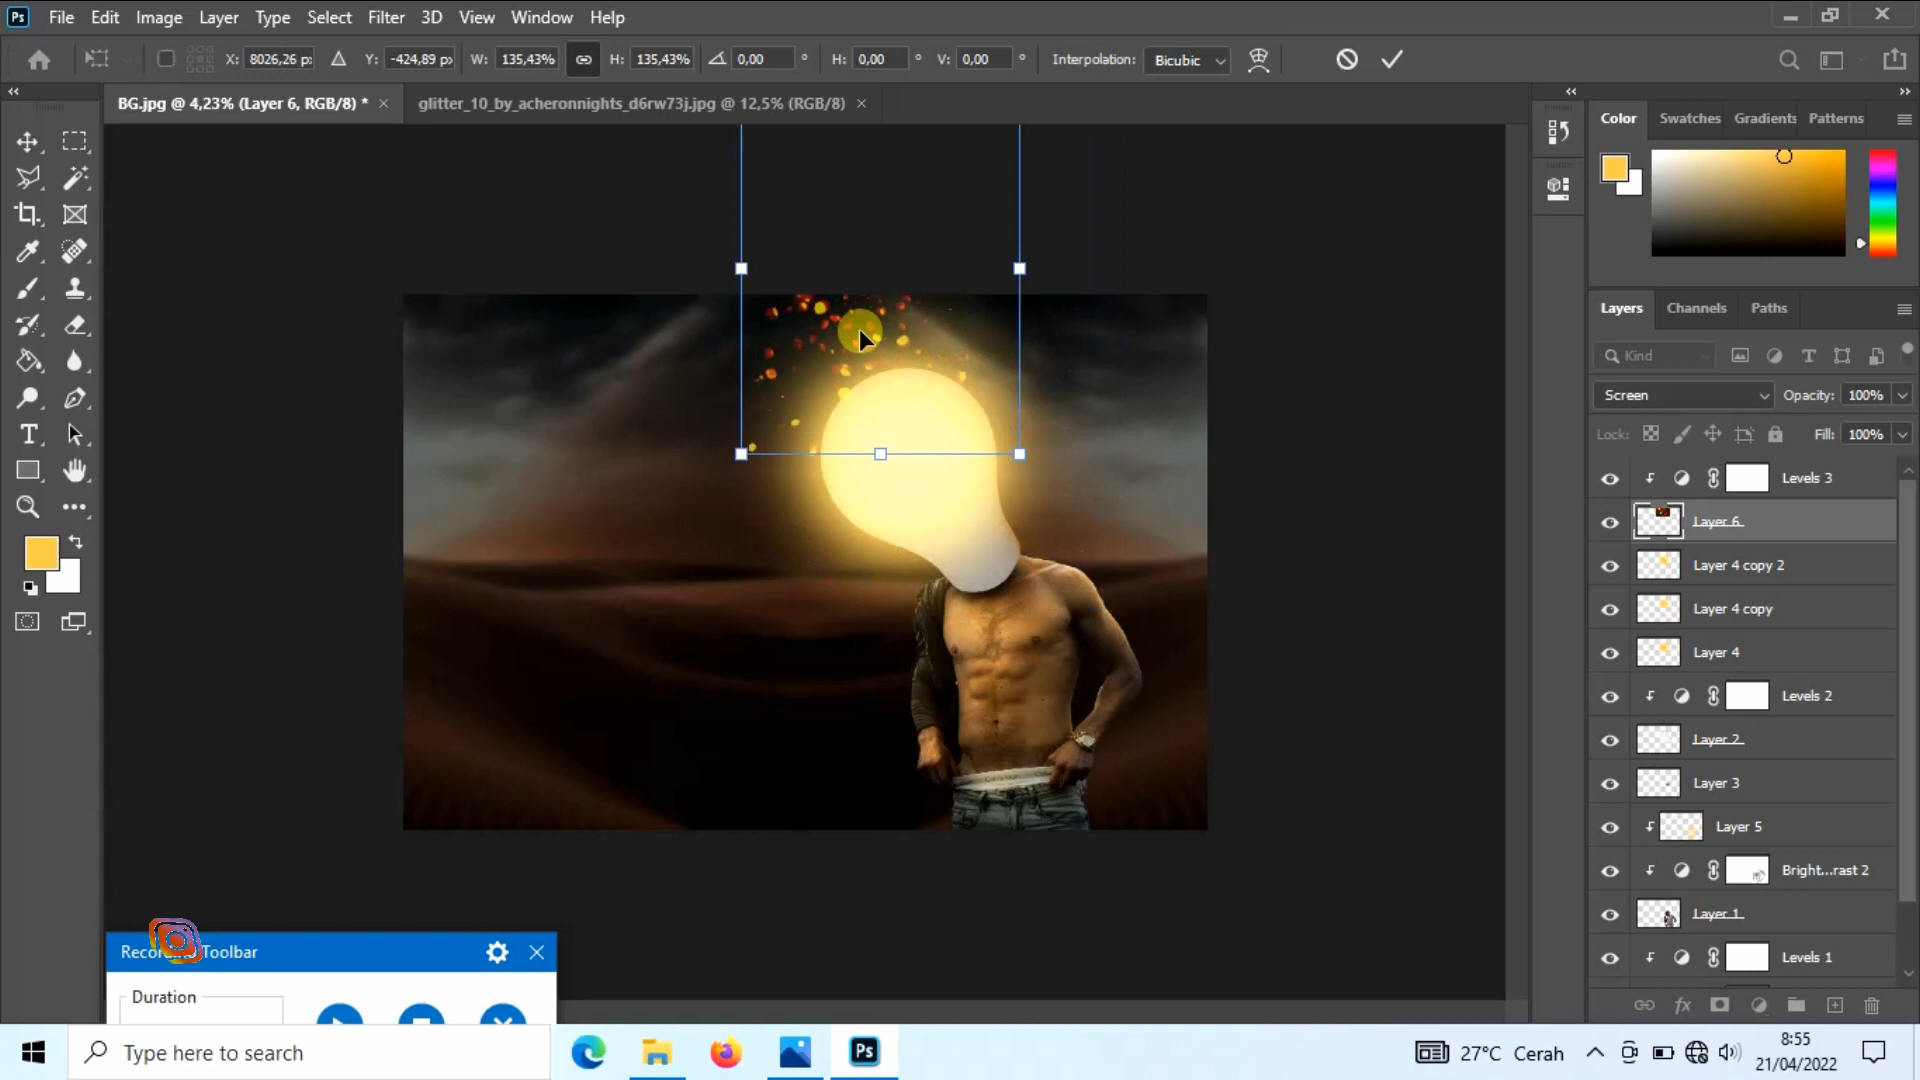 Ps File Edit Image Layer Type Select Filter 3D View Window Help
X: 8026,26 p: Y: -424,89 p: W: 135,43% H: 135,43% 0,00 ° H: 0,00 ° V: 0,00 ° Interpolation: Bicubic
BG.jpg @ 4,23% (Layer 6, RGB/8) * × glitter_10_by_acheronnights_d6rw73j.jpg @ 12,5% (RGB/8) ×
Color Swatches Gradients Patterns
Layers Channels Paths
Kind
Screen Opacity: 100%
Lock: Fill: 100%
Levels 3
Layer 6
Layer 4 copy 2
Layer 4 copy
Layer 4
Levels 2
Layer 2
Layer 3
Layer 5
Bright...rast 2
Layer 1
Levels 1
Recording Toolbar
Duration
Type here to search
Ps
27°C Cerah
8:55
21/04/2022